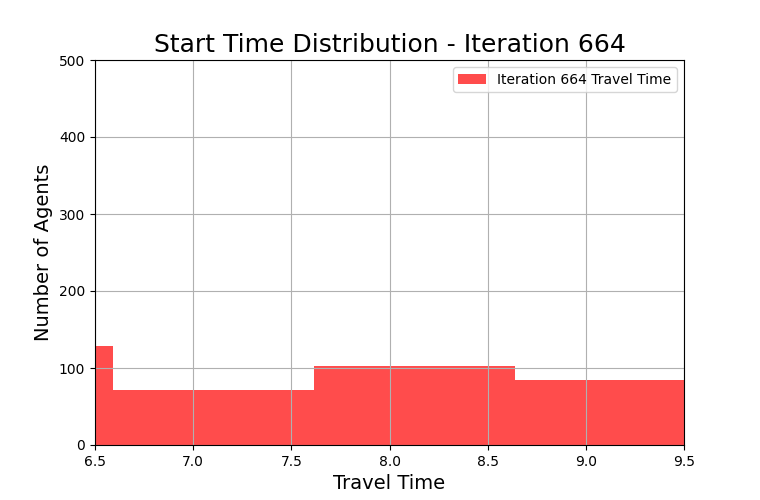 Start Time Distribution - Iteration 664
Iteration 664 Travel Time
Number of Agents
500
400
300
200
100
0
6.5 7.0 7.5 8.0 8.5 9.0 9.5
Travel Time